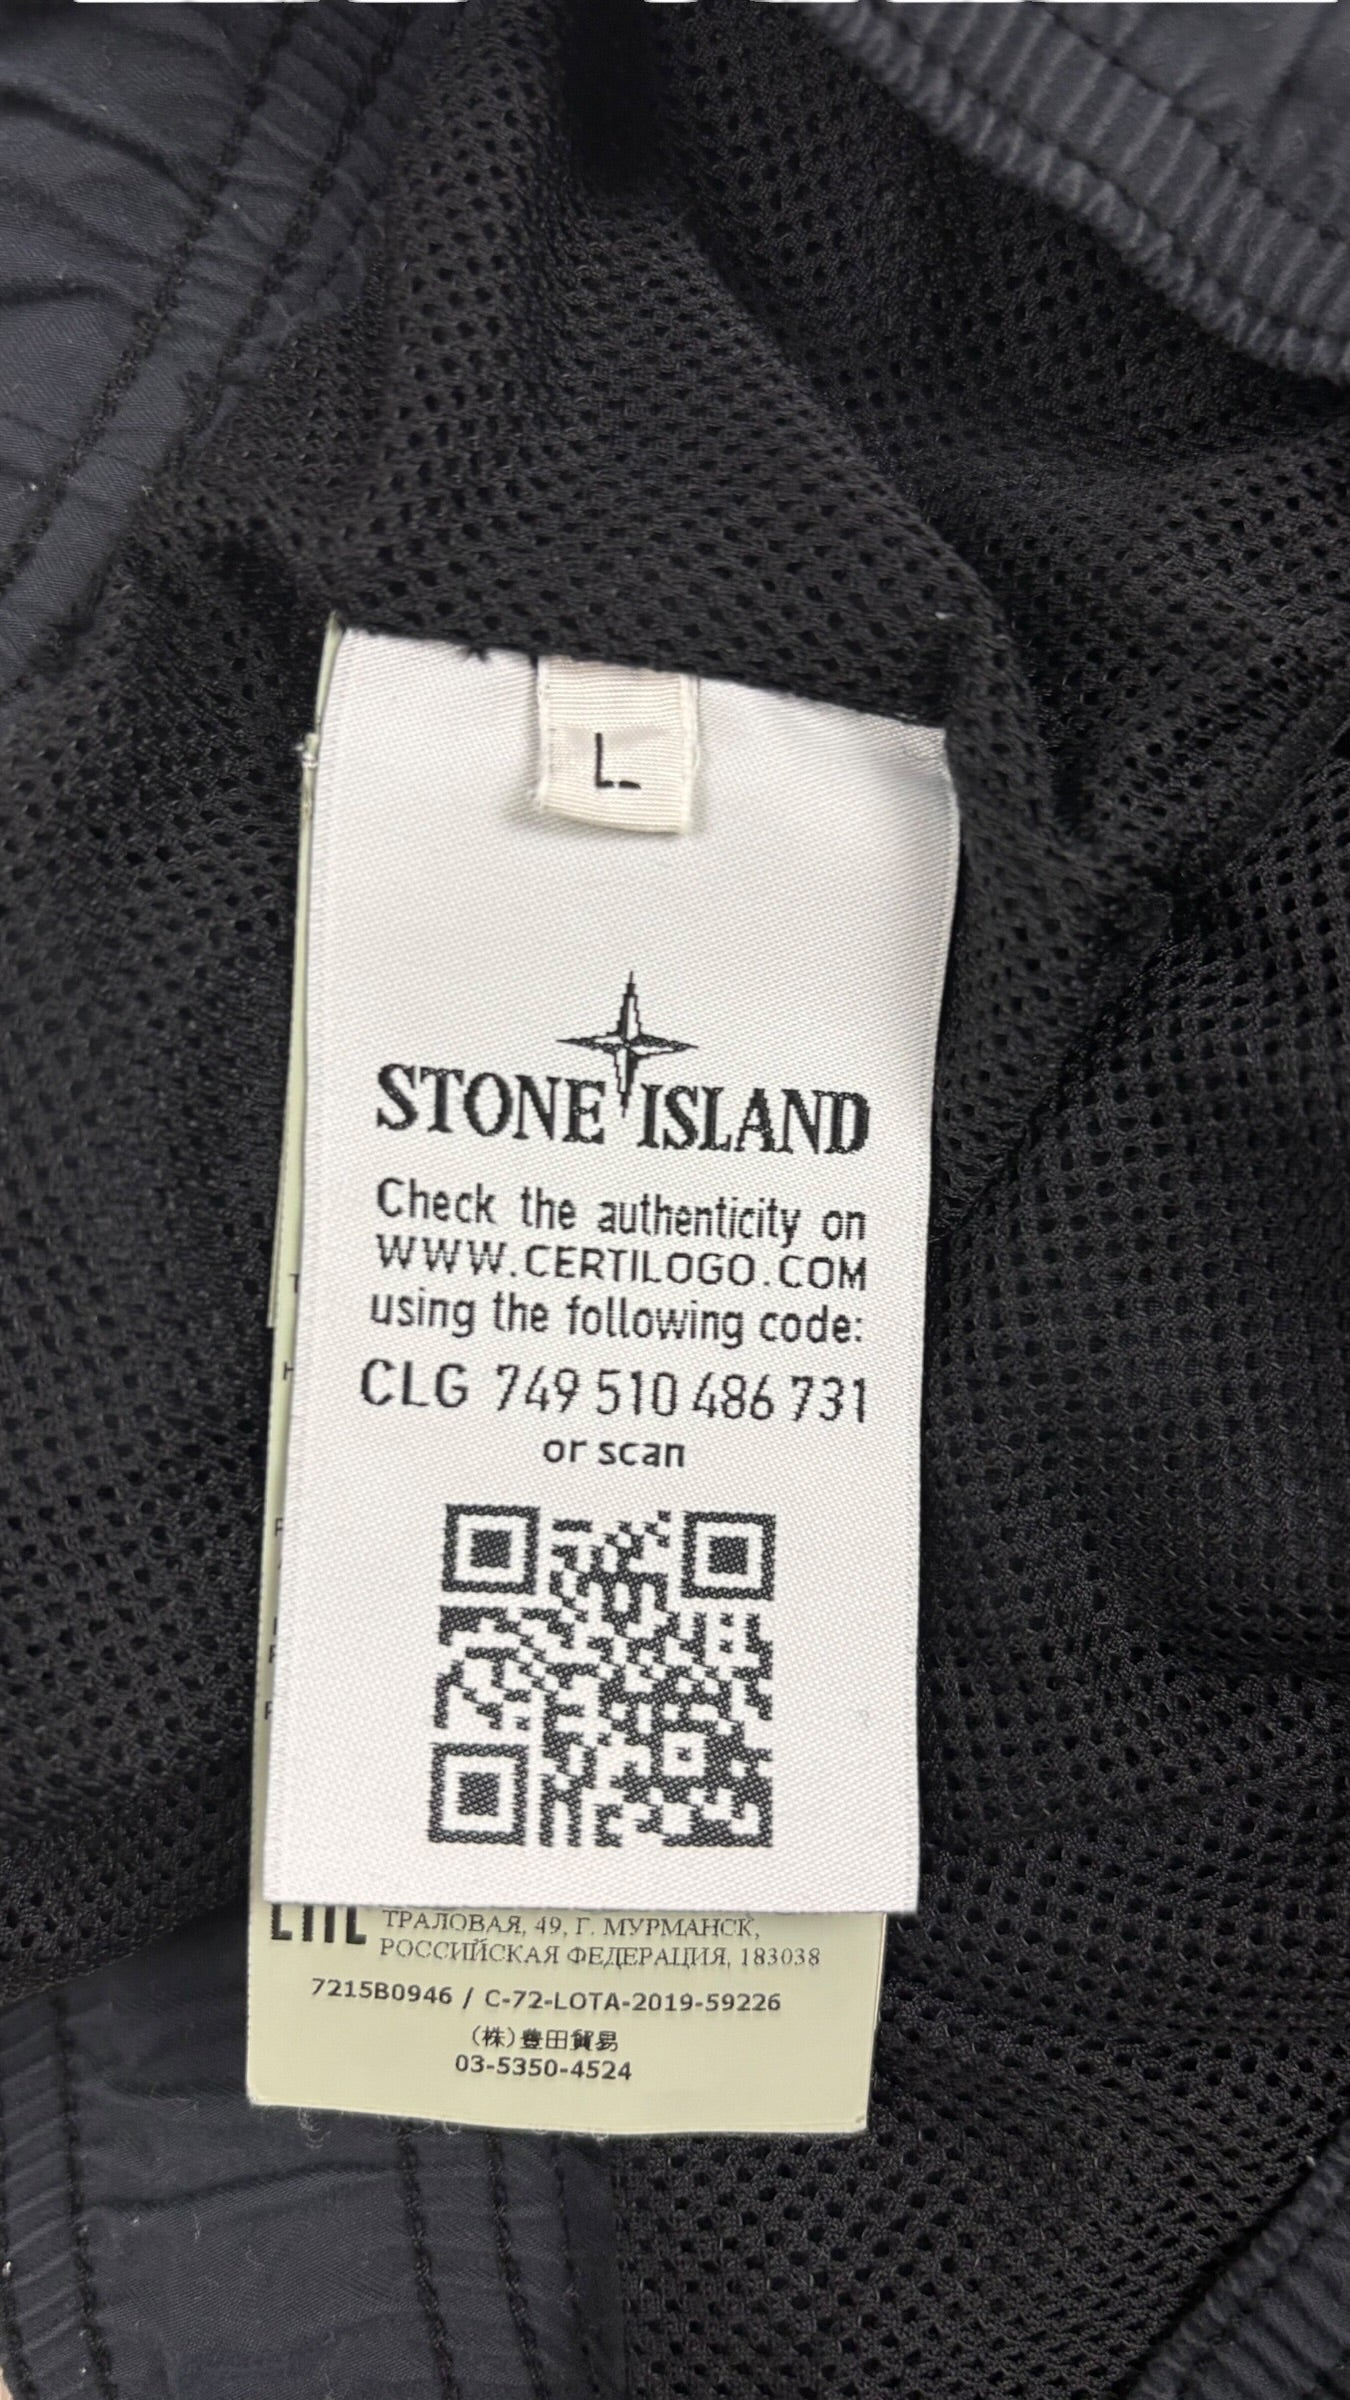 L
STONE ISLAND
Check the authenticity on
WWW.CERTILOGO.COM
using the following code:
CLG 749 510 486 731
or scan
ТРАЛОВАЯ, 49, Г. МУРМАНСК,
РОССИЙСКАЯ ФЕДЕРАЦИЯ, 183038
7215B0946 / C-72-LOTA-2019-59226
(株)豊田貿易
03-5350-4524